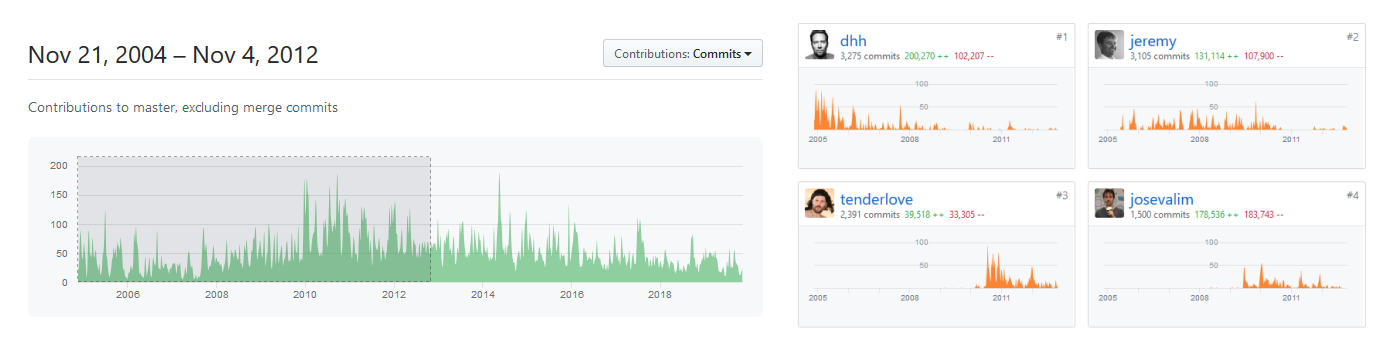 Nov 21, 2004 – Nov 4, 2012
Contributions: Commits
Contributions to master, excluding merge commits
200
150
100
50
0
2006 2008 2010 2012 2014 2016 2018
dhh #1
3,275 commits 200,270 ++ 102,207 --
100
50
2005 2008 2011
jeremy #2
3,105 commits 131,114 ++ 107,900 --
100
50
2005 2008 2011
tenderlove #3
2,391 commits 39,518 ++ 33,305 --
100
50
2005 2008 2011
josevalim #4
1,500 commits 178,536 ++ 183,743 --
100
50
2005 2008 2011